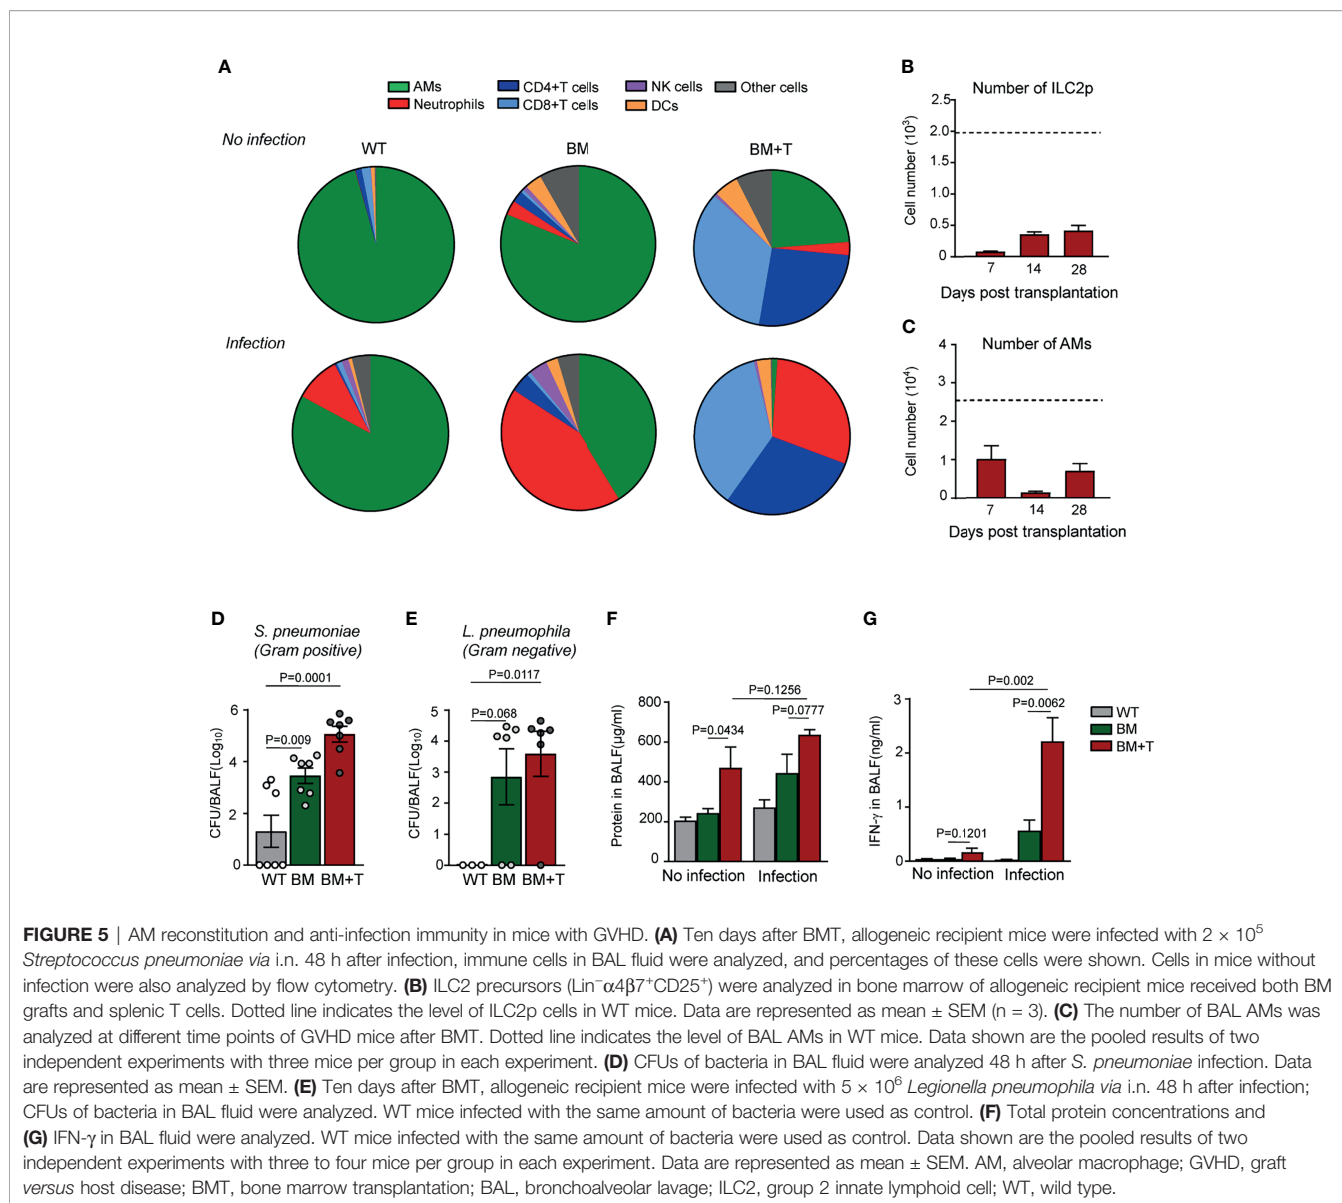 A
AMs
CD4+T cells
NK cells
Other cells
Neutrophils
CD8+T cells
DCs
No infection
WT
BM
BM+T
Infection
B
Number of ILC2p
Cell number (10³)
2.5
2.0
1.5
1.0
0.5
0
7 14 28
Days post transplantation
C
Number of AMs
Cell number (10⁴)
4
3
2
1
0
7 14 28
Days post transplantation
D
S. pneumoniae
(Gram positive)
P=0.0001
P=0.009
CFU/BALF(Log₁₀)
6
4
2
0
WT BM BM+T
E
L. pneumophila
(Gram negative)
P=0.0117
P=0.068
CFU/BALF(Log₁₀)
5
4
3
2
1
0
WT BM BM+T
F
P=0.1256
P=0.0434
P=0.0777
Protein in BALF(µg/ml)
800
600
400
200
0
No infection Infection
G
P=0.002
P=0.0062
P=0.1201
IFN-γ in BALF(ng/ml)
3
2
1
0
No infection Infection
WT
BM
BM+T
FIGURE 5 | AM reconstitution and anti-infection immunity in mice with GVHD. (A) Ten days after BMT, allogeneic recipient mice were infected with 2 × 10⁵
Streptococcus pneumoniae via i.n. 48 h after infection, immune cells in BAL fluid were analyzed, and percentages of these cells were shown. Cells in mice without
infection were also analyzed by flow cytometry. (B) ILC2 precursors (Lin⁻α4β7⁺CD25⁺) were analyzed in bone marrow of allogeneic recipient mice received both BM
grafts and splenic T cells. Dotted line indicates the level of ILC2p cells in WT mice. Data are represented as mean ± SEM (n = 3). (C) The number of BAL AMs was
analyzed at different time points of GVHD mice after BMT. Dotted line indicates the level of BAL AMs in WT mice. Data shown are the pooled results of two
independent experiments with three mice per group in each experiment. (D) CFUs of bacteria in BAL fluid were analyzed 48 h after S. pneumoniae infection. Data
are represented as mean ± SEM. (E) Ten days after BMT, allogeneic recipient mice were infected with 5 × 10⁶ Legionella pneumophila via i.n. 48 h after infection;
CFUs of bacteria in BAL fluid were analyzed. WT mice infected with the same amount of bacteria were used as control. (F) Total protein concentrations and
(G) IFN-γ in BAL fluid were analyzed. WT mice infected with the same amount of bacteria were used as control. Data shown are the pooled results of two
independent experiments with three to four mice per group in each experiment. Data are represented as mean ± SEM. AM, alveolar macrophage; GVHD, graft
versus host disease; BMT, bone marrow transplantation; BAL, bronchoalveolar lavage; ILC2, group 2 innate lymphoid cell; WT, wild type.